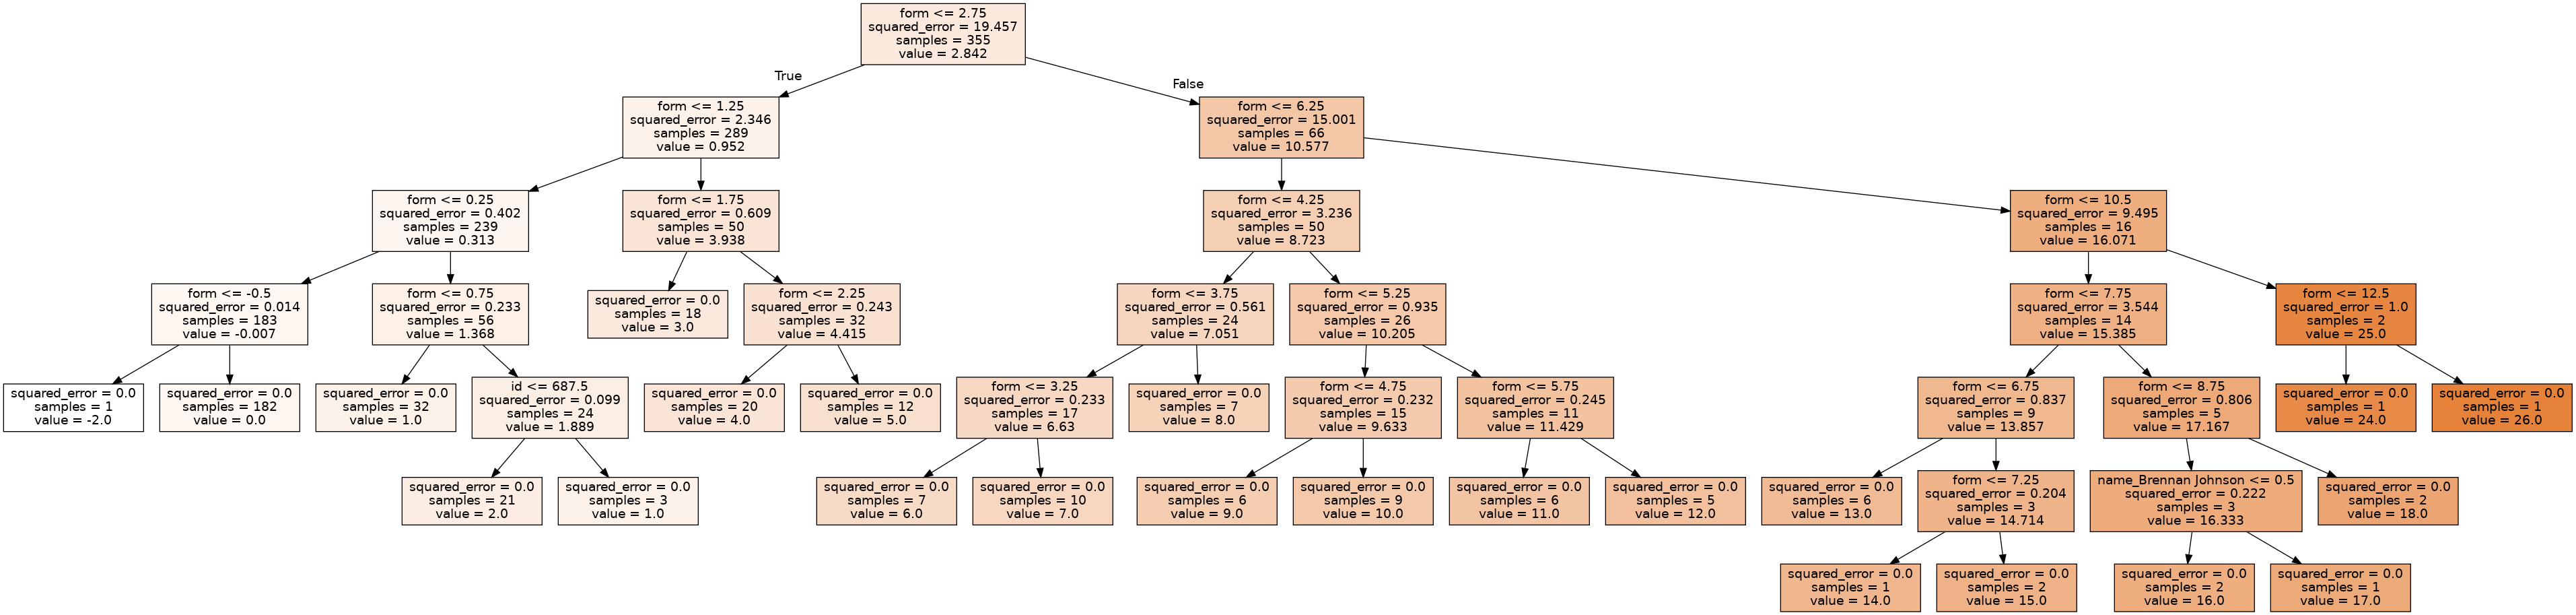 form <= 2.75
squared_error = 19.457
samples = 355
value = 2.842
True
False
form <= 1.25
squared_error = 2.346
samples = 289
value = 0.952
form <= 6.25
squared_error = 15.001
samples = 66
value = 10.577
form <= 0.25
squared_error = 0.402
samples = 239
value = 0.313
form <= 1.75
squared_error = 0.609
samples = 50
value = 3.938
form <= 4.25
squared_error = 3.236
samples = 50
value = 8.723
form <= 10.5
squared_error = 9.495
samples = 16
value = 16.071
form <= -0.5
squared_error = 0.014
samples = 183
value = -0.007
form <= 0.75
squared_error = 0.233
samples = 56
value = 1.368
squared_error = 0.0
samples = 18
value = 3.0
form <= 2.25
squared_error = 0.243
samples = 32
value = 4.415
form <= 3.75
squared_error = 0.561
samples = 24
value = 7.051
form <= 5.25
squared_error = 0.935
samples = 26
value = 10.205
form <= 7.75
squared_error = 3.544
samples = 14
value = 15.385
form <= 12.5
squared_error = 1.0
samples = 2
value = 25.0
squared_error = 0.0
samples = 1
value = -2.0
squared_error = 0.0
samples = 182
value = 0.0
squared_error = 0.0
samples = 32
value = 1.0
id <= 687.5
squared_error = 0.099
samples = 24
value = 1.889
squared_error = 0.0
samples = 20
value = 4.0
squared_error = 0.0
samples = 12
value = 5.0
form <= 3.25
squared_error = 0.233
samples = 17
value = 6.63
squared_error = 0.0
samples = 7
value = 8.0
form <= 4.75
squared_error = 0.232
samples = 15
value = 9.633
form <= 5.75
squared_error = 0.245
samples = 11
value = 11.429
form <= 6.75
squared_error = 0.837
samples = 9
value = 13.857
form <= 8.75
squared_error = 0.806
samples = 5
value = 17.167
squared_error = 0.0
samples = 1
value = 24.0
squared_error = 0.0
samples = 1
value = 26.0
squared_error = 0.0
samples = 21
value = 2.0
squared_error = 0.0
samples = 3
value = 1.0
squared_error = 0.0
samples = 7
value = 6.0
squared_error = 0.0
samples = 10
value = 7.0
squared_error = 0.0
samples = 6
value = 9.0
squared_error = 0.0
samples = 9
value = 10.0
squared_error = 0.0
samples = 6
value = 11.0
squared_error = 0.0
samples = 5
value = 12.0
squared_error = 0.0
samples = 6
value = 13.0
form <= 7.25
squared_error = 0.204
samples = 3
value = 14.714
name_Brennan Johnson <= 0.5
squared_error = 0.222
samples = 3
value = 16.333
squared_error = 0.0
samples = 2
value = 18.0
squared_error = 0.0
samples = 1
value = 14.0
squared_error = 0.0
samples = 2
value = 15.0
squared_error = 0.0
samples = 2
value = 16.0
squared_error = 0.0
samples = 1
value = 17.0